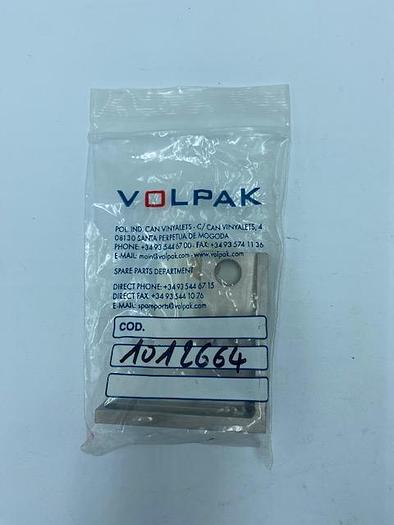 VOLPAK
POL. IND. CAN VINYALETS - C/ CAN VINYALETS, 4
08130 SANTA PERPETUA DE MOGODA
PHONE: +34 93 544 67 00 - FAX: +34 93 574 11 36
E-MAIL: main@volpak.com - www.volpak.com
SPARE PARTS DEPARTMENT
DIRECT PHONE: +34 93 544 67 15
DIRECT FAX: +34 93 544 10 76
E-MAIL: spareparts@volpak.com
COD.
1012664